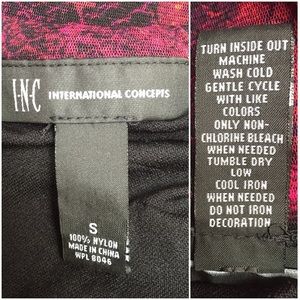 I·N·C INTERNATIONAL CONCEPTS
S
100% NYLON
MADE IN CHINA
WPL 8046
TURN INSIDE OUT
MACHINE
WASH COLD
GENTLE CYCLE
WITH LIKE
COLORS
ONLY NON-
CHLORINE BLEACH
WHEN NEEDED
TUMBLE DRY
LOW
COOL IRON
WHEN NEEDED
DO NOT IRON
DECORATION